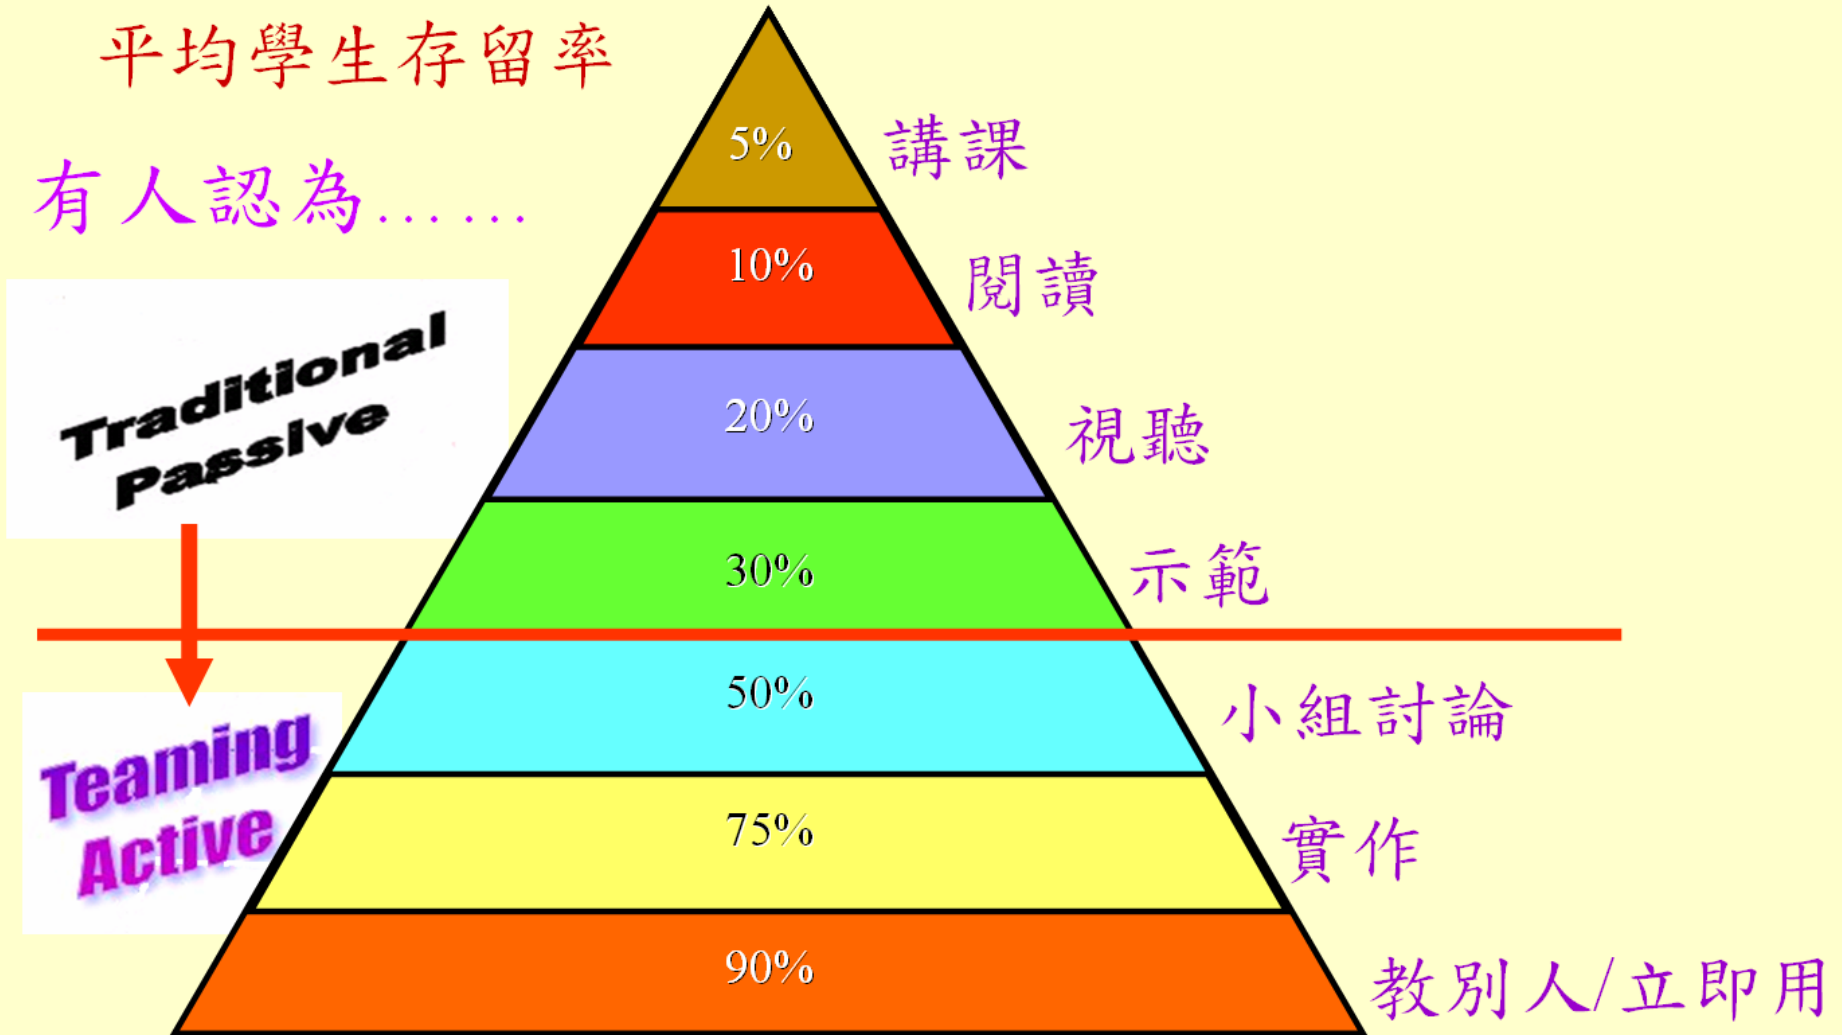 平均學生存留率
有人認為……
5% 講課
10% 閱讀
20% 視聽
Traditional
Passive
30% 示範
50% 小組討論
Teaming
Active
75% 實作
90% 教別人/立即用